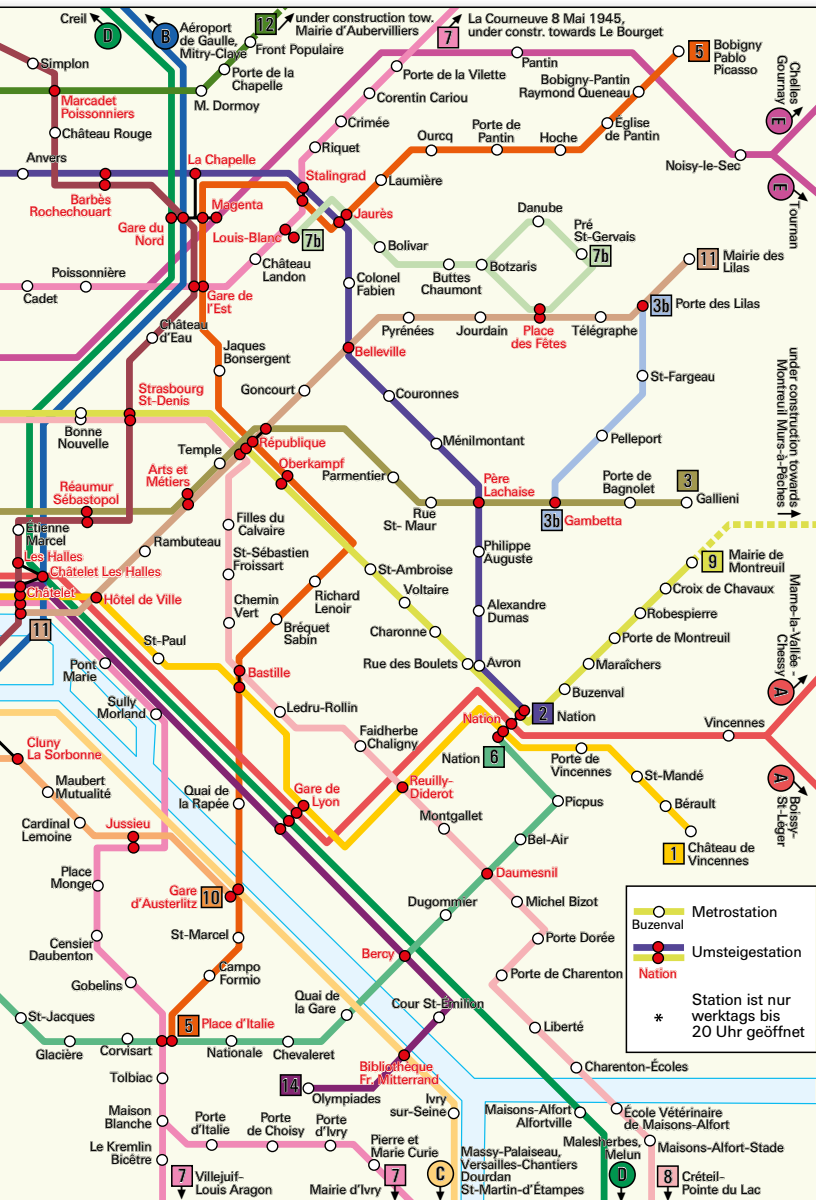 Creil
D
B
Aéroport
de Gaulle,
Mitry-Claye
12
under construction tow.
Mairie d'Aubervilliers
Front Populaire
7
La Courneuve 8 Mai 1945,
under constr. towards Le Bourget
5
Bobigny
Pablo
Picasso
Simplon
Porte de la
Chapelle
M. Dormoy
Marcadet
Poissonniers
Château Rouge
Porte de la Villette
Pantin
Bobigny-Pantin
Raymond Queneau
Chelles
Gournay
E
Corentin Cariou
Crimée
Riquet
Ourcq
Porte de
Pantin
Hoche
Église
de Pantin
Noisy-le-Sec
E
Tournan
Anvers
La Chapelle
Stalingrad
Laumière
Barbès
Rochechouart
Gare du
Nord
Magenta
Louis-Blanc
7b
Jaurès
Danube
Pré
St-Gervais
7b
Bolivar
Buttes
Chaumont
Botzaris
11
Mairie des
Lilas
Château
Landon
Poissonnière
Cadet
Gare de
l'Est
Colonel
Fabien
3b
Porte des Lilas
Château
d'Eau
Pyrénées
Jourdain
Place
des Fêtes
Télégraphe
Jaques
Bonsergent
Belleville
under construction towards
Montreuil Murs-à-Pêches
St-Fargeau
Strasbourg
St-Denis
Goncourt
Couronnes
Bonne
Nouvelle
République
Temple
Ménilmontant
Pelleport
Oberkampf
Arts et
Métiers
Parmentier
Père
Lachaise
Porte de
Bagnolet
3
Gallieni
Réaumur
Sébastopol
Rue
St- Maur
3b
Gambetta
Étienne
Marcel
Filles du
Calvaire
Rambuteau
Les Halles
Châtelet Les Halles
St-Sébastien
Froissart
Philippe
Auguste
9
Mairie de
Montreuil
St-Ambroise
Châtelet
Hôtel de Ville
Richard
Lenoir
Voltaire
Croix de Chavaux
Chemin
Vert
Robespierre
Alexandre
Dumas
11
Bréquet
Sabin
Charonne
Porte de Montreuil
St-Paul
Marne-la-Vallée -
Chessy
A
Pont
Marie
Bastille
Rue des Boulets
Avron
Maraîchers
Buzenval
Sully
Morland
Ledru-Rollin
Nation
2
Nation
Vincennes
Faidherbe
Chaligny
Nation
6
Cluny
La Sorbonne
Porte de
Vincennes
A
Boissy-
St-Léger
St-Mandé
Maubert
Mutualité
Quai de
la Rapée
Gare de
Lyon
Reuilly-
Diderot
Picpus
Bérault
Montgallet
Cardinal
Lemoine
Jussieu
Bel-Air
1
Château de
Vincennes
Place
Monge
Daumesnil
Gare
d'Austerlitz
10
Dugommier
Michel Bizot
Metrostation
Buzenval
Umsteigestation
Nation
*
Station ist nur
werktags bis
20 Uhr geöffnet
Censier
Daubenton
St-Marcel
Porte Dorée
Bercy
Campo
Formio
Porte de Charenton
Gobelins
Quai de
la Gare
Cour St-Émilion
St-Jacques
5
Place d'Italie
Liberté
Glacière
Corvisart
Nationale
Chevaleret
Bibliothèque
Fr. Mitterrand
Charenton-Écoles
Tolbiac
14
Olympiades
Ivry
sur-Seine
Maisons-Alfort
Alfortville
École Vétérinaire
de Maisons-Alfort
Maison
Blanche
Porte
d'Italie
Porte
de Choisy
Porte
d'Ivry
Pierre et
Marie Curie
Malesherbes,
Melun
Maisons-Alfort-Stade
Le Kremlin
Bicêtre
7
Villejuif-
Louis Aragon
Mairie d'Ivry
7
C
Massy-Palaiseau,
Versailles-Chantiers
Dourdan
St-Martin-d'Étampes
D
8
Créteil-
Pointe du Lac